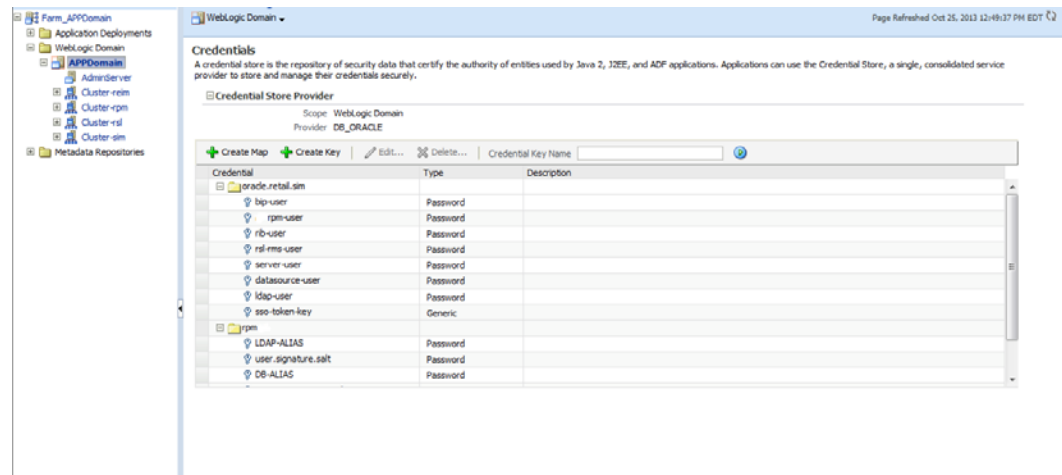 Farm_APPDomain
Application Deployments
WebLogic Domain
APPDomain
AdminServer
Cluster-reim
Cluster-rpm
Cluster-rsl
Cluster-sim
Metadata Repositories
WebLogic Domain
Page Refreshed Oct 25, 2013 12:49:37 PM EDT
Credentials
A credential store is the repository of security data that certify the authority of entities used by Java 2, J2EE, and ADF applications. Applications can use the Credential Store, a single, consolidated service
provider to store and manage their credentials securely.
Credential Store Provider
Scope WebLogic Domain
Provider DB_ORACLE
Create Map Create Key Edit... Delete... Credential Key Name
Credential Type Description
oracle.retail.sim
bip-user Password
rpm-user Password
rib-user Password
rsl-rms-user Password
server-user Password
datasource-user Password
ldap-user Password
sso-token-key Generic
rpm
LDAP-ALIAS Password
user.signature.salt Password
DB-ALIAS Password